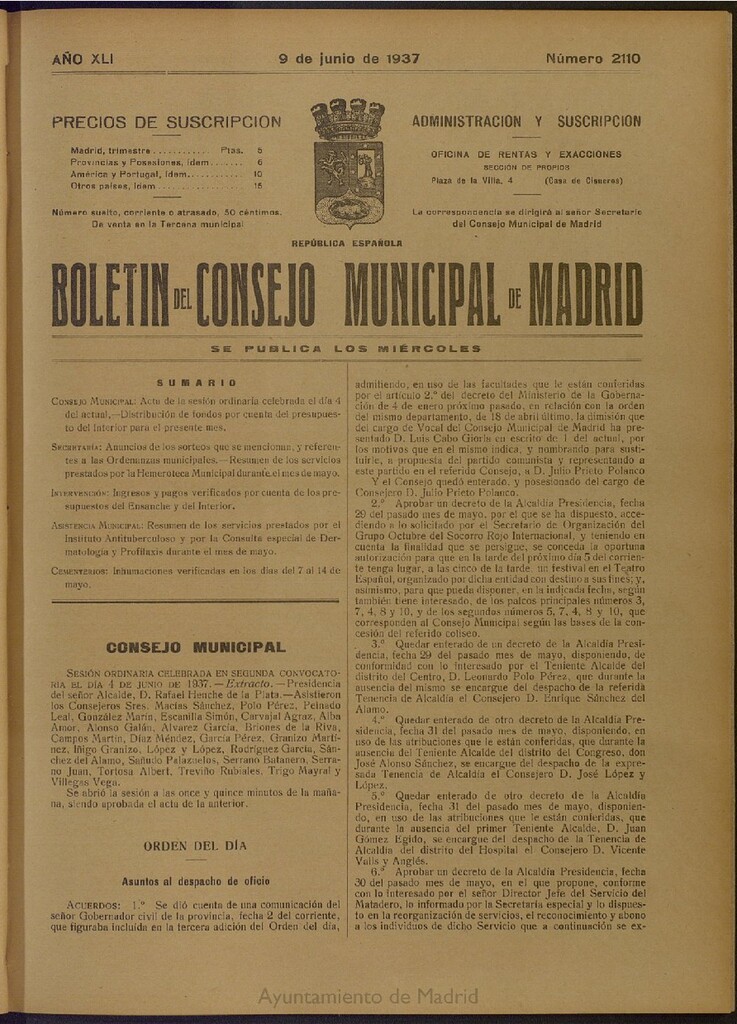 AÑO XLI
9 de junio de 1937
Número 2110
PRECIOS DE SUSCRIPCION
Madrid, trimestre............ Ptas. 5
Provincias y Posesiones, ídem....... 6
América y Portugal, ídem............ 10
Otros países, ídem................. 15
Número suelto, corriente o atrasado, 50 céntimos.
De venta en la Tercena municipal
ADMINISTRACION Y SUSCRIPCION
OFICINA DE RENTAS Y EXACCIONES
SECCIÓN DE PROPIOS
Plaza de la Villa, 4 (Casa de Cisneros)
La correspondencia se dirigirá al señor Secretario
del Consejo Municipal de Madrid
REPÚBLICA ESPAÑOLA
BOLETIN DEL CONSEJO MUNICIPAL DE MADRID
SE PUBLICA LOS MIÉRCOLES
SUMARIO
CONSEJO MUNICIPAL: Acta de la sesión ordinaria celebrada el día 4
del actual,—Distribución de fondos por cuenta del presupues-
to del Interior para el presente mes.
SECRETARÍA: Anuncios de los sorteos que se mencionan, y referen-
tes a las Ordenanzas municipales.—Resumen de los servicios
prestados por la Hemeroteca Municipal durante el mes de mayo.
INTERVENCIÓN: Ingresos y pagos verificados por cuenta de los pre-
supuestos del Ensanche y del Interior.
ASISTENCIA MUNICIPAL: Resumen de los servicios prestados por el
Instituto Antituberculoso y por la Consulta especial de Der-
matología y Profilaxis durante el mes de mayo.
CEMENTERIOS: Inhumaciones verificadas en los días del 7 al 14 de
mayo.
CONSEJO MUNICIPAL
SESIÓN ORDINARIA CELEBRADA EN SEGUNDA CONVOCATO-
RIA EL DÍA 4 DE JUNIO DE 1937.—Extracto.—Presidencia
del señor Alcalde, D. Rafael Henche de la Plata.—Asistieron
los Consejeros Sres. Macías Sánchez, Polo Pérez, Peinado
Leal, González Marín, Escanilla Simón, Carvajal Agraz, Alba
Amor, Alonso Galán, Alvarez García, Briones de la Riva,
Campos Martín, Díaz Méndez, García Pérez, Granizo Martí-
nez, Iñigo Granizo, López y López, Rodríguez García, Sán-
chez del Alamo, Sañudo Palazuelos, Serrano Batanero, Serra-
no Juan, Tortosa Albert, Treviño Rubiales, Trigo Mayral y
Villegas Vega.
Se abrió la sesión a las once y quince minutos de la maña-
na, siendo aprobada el acta de la anterior.
ORDEN DEL DÍA
Asuntos al despacho de oficio
ACUERDOS: 1.º Se dió cuenta de una comunicación del
señor Gobernador civil de la provincia, fecha 2 del corriente,
que figuraba incluída en la tercera adición del Orden del día,
admitiendo, en uso de las facultades que le están conferidas
por el artículo 2.º del decreto del Ministerio de la Goberna-
ción de 4 de enero próximo pasado, en relación con la orden
del mismo departamento, de 18 de abril último, la dimisión que
del cargo de Vocal del Consejo Municipal de Madrid ha pre-
sentado D. Luis Cabo Giorla en escrito de 1 del actual, por
los motivos que en el mismo indica, y nombrando para susti-
tuirle, a propuesta del partido comunista y representando a
este partido en el referido Consejo, a D. Julio Prieto Polanco
Y el Consejo quedó enterado, y posesionado del cargo de
Consejero D. Julio Prieto Polanco.
2.º Aprobar un decreto de la Alcaldía Presidencia, fecha
29 del pasado mes de mayo, por el que se ha dispuesto, acce-
diendo a lo solicitado por el Secretario de Organización del
Grupo Octubre del Socorro Rojo Internacional, y teniendo en
cuenta la finalidad que se persigue, se conceda la oportuna
autorización para que en la tarde del próximo día 5 del corrien-
te tenga lugar, a las cinco de la tarde, un festival en el Teatro
Español, organizado por dicha entidad con destino a sus fines; y,
asimismo, para que pueda disponer, en la indicada fecha, según
también tiene interesado, de los palcos principales números 3,
7, 4, 8 y 10, y de los segundos números 5, 7, 4, 8 y 10, que
corresponden al Consejo Municipal según las bases de la con-
cesión del referido coliseo.
3.º Quedar enterado de un decreto de la Alcaldía Presi-
dencia, fecha 29 del pasado mes de mayo, disponiendo, de
conformidad con lo interesado por el Teniente Alcalde del
distrito del Centro, D. Leonardo Polo Pérez, que durante la
ausencia del mismo se encargue del despacho de la referida
Tenencia de Alcaldía el Consejero D. Enrique Sánchez del
Alamo.
4.º Quedar enterado de otro decreto de la Alcaldía Pre-
sidencia, fecha 31 del pasado mes de mayo, disponiendo, en
uso de las atribuciones que le están conferidas, que durante la
ausencia del Teniente Alcalde del distrito del Congreso, don
José Alonso Sánchez, se encargue del despacho de la expre-
sada Tenencia de Alcaldía el Consejero D. José López y
López.
5.º Quedar enterado de otro decreto de la Alcaldía
Presidencia, fecha 31 del pasado mes de mayo, disponien-
do, en uso de las atribuciones que le están conferidas, que
durante la ausencia del primer Teniente Alcalde, D. Juan
Gómez Egido, se encargue del despacho de la Tenencia de
Alcaldía del distrito del Hospital el Consejero D. Vicente
Valls y Anglés.
6.º Aprobar un decreto de la Alcaldía Presidencia, fecha
30 del pasado mes de mayo, en el que propone, conforme
con lo interesado por el señor Director Jefe del Servicio del
Matadero, lo informado por la Secretaría especial y lo dispues-
to en la reorganización de servicios, el reconocimiento y abono
a los individuos de dicho Servicio que a continuación se ex-
Ayuntamiento de Madrid